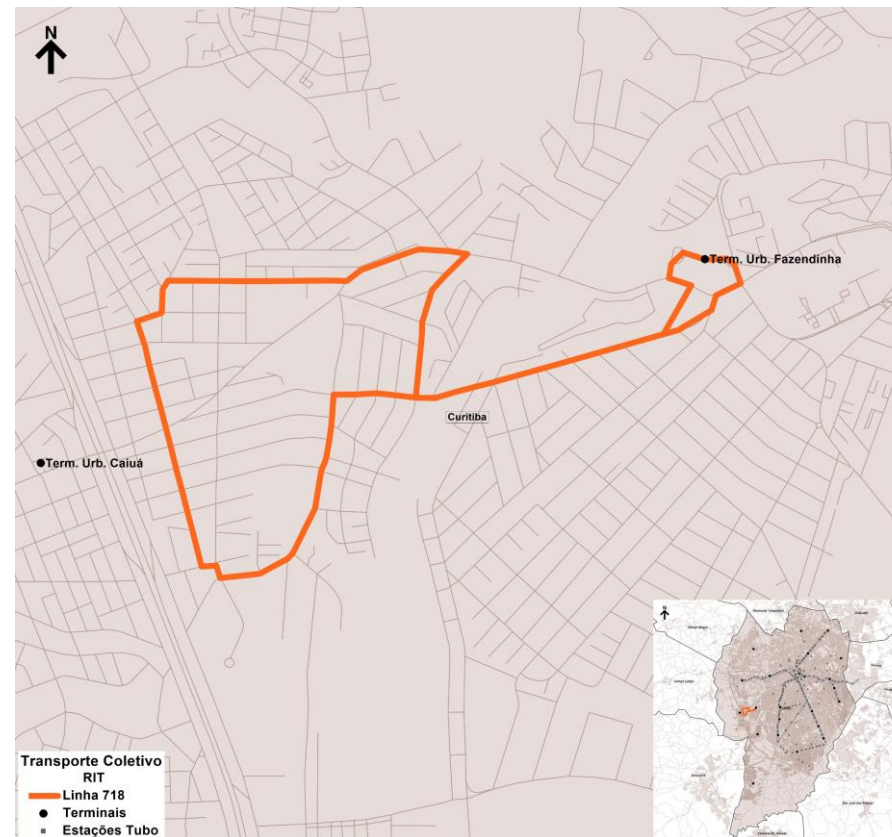 N
Term. Urb. Fazendinha
Curitiba
Term. Urb. Caiuá
Transporte Coletivo
RIT
Linha 718
Terminais
Estações Tubo
N